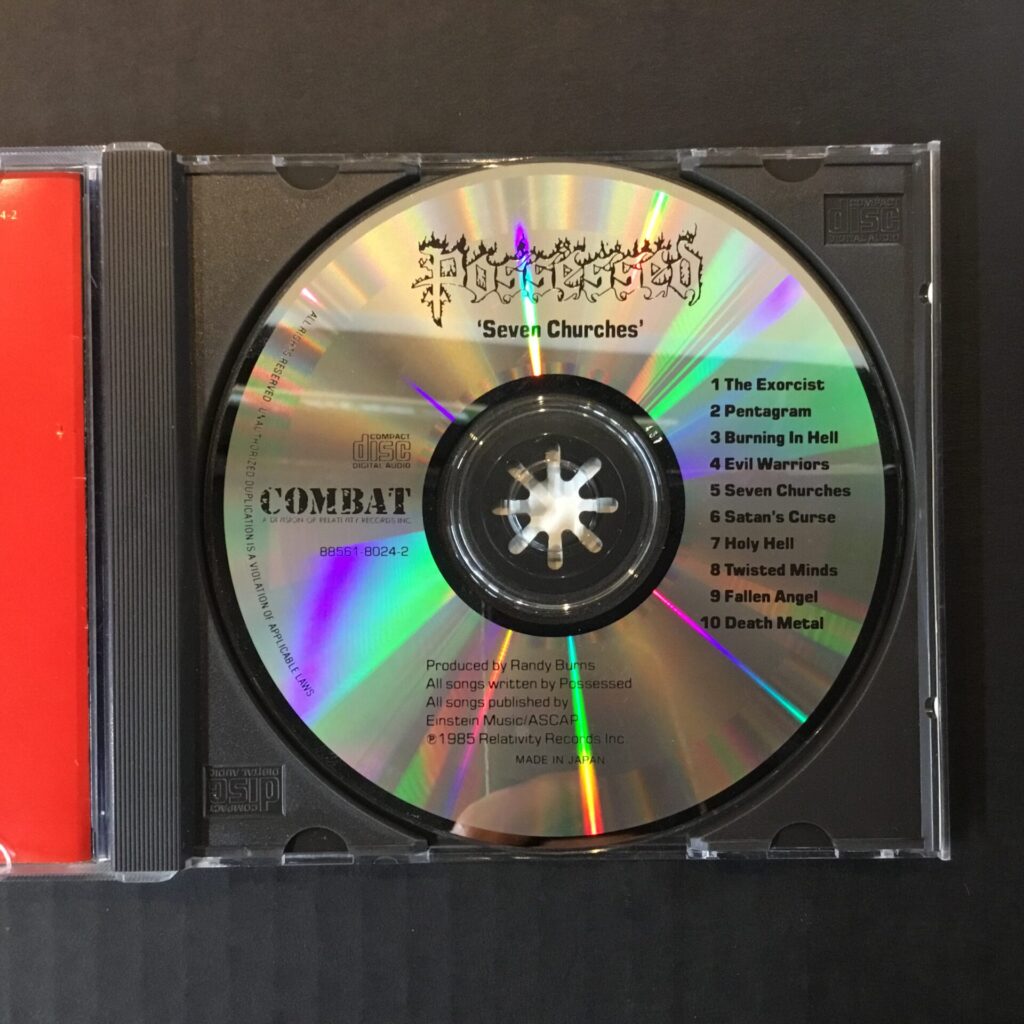 4-2
COMPACT
disc
DIGITAL AUDIO
Possessed
'Seven Churches'
1 The Exorcist
2 Pentagram
3 Burning In Hell
4 Evil Warriors
5 Seven Churches
6 Satan's Curse
7 Holy Hell
8 Twisted Minds
9 Fallen Angel
10 Death Metal
COMPACT
disc
DIGITAL AUDIO
COMBAT
A DIVISION OF RELATIVITY RECORDS INC.
88561-8024-2
ALL RIGHTS RESERVED. UNAUTHORIZED DUPLICATION IS A VIOLATION OF APPLICABLE LAWS
Produced by Randy Burns
All songs written by Possessed
All songs published by
Einstein Music/ASCAP
℗1985 Relativity Records Inc.
MADE IN JAPAN
COMPACT
disc
DIGITAL AUDIO